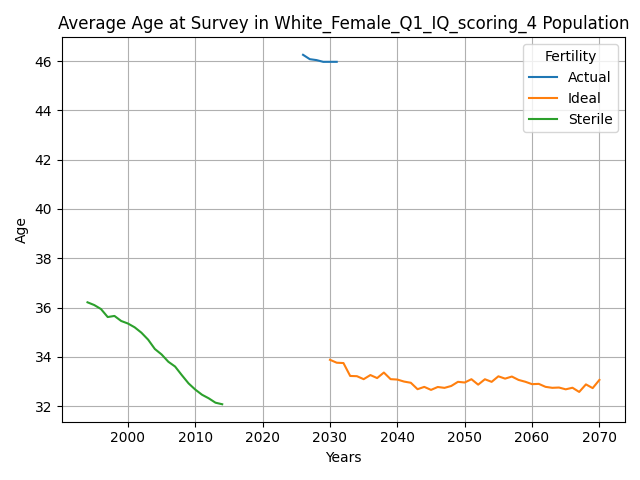 Average Age at Survey in White_Female_Q1_IQ_scoring_4 Population
Fertility
Actual
Ideal
Sterile
Age
46
44
42
40
38
36
34
32
2000
2010
2020
2030
2040
2050
2060
2070
Years